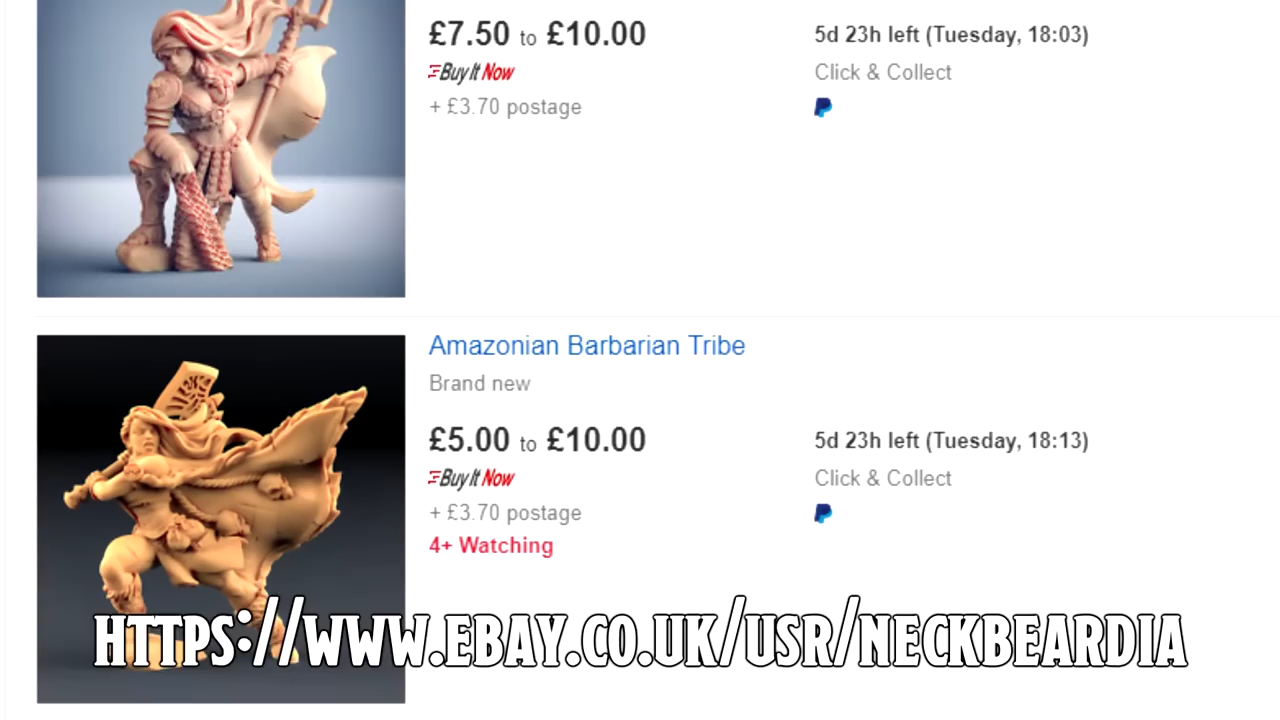 £7.50 to £10.00
5d 23h left (Tuesday, 18:03)
Buy It Now
Click & Collect
+ £3.70 postage
Amazonian Barbarian Tribe
Brand new
£5.00 to £10.00
5d 23h left (Tuesday, 18:13)
Buy It Now
Click & Collect
+ £3.70 postage
4+ Watching
HTTPS://WWW.EBAY.CO.UK/USR/NECKBEARDIA